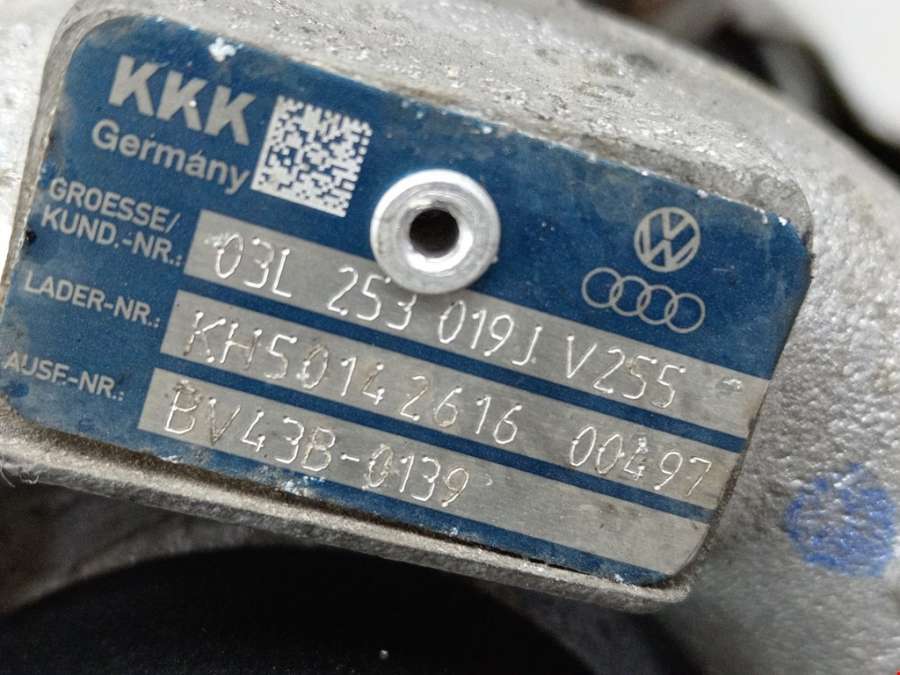 KKK
Germany
GROESSE/
KUND.-NR.: 03L 253 019J V255
LADER-NR.: KH50142616 00497
AUSF.-NR.: BV43B-0139